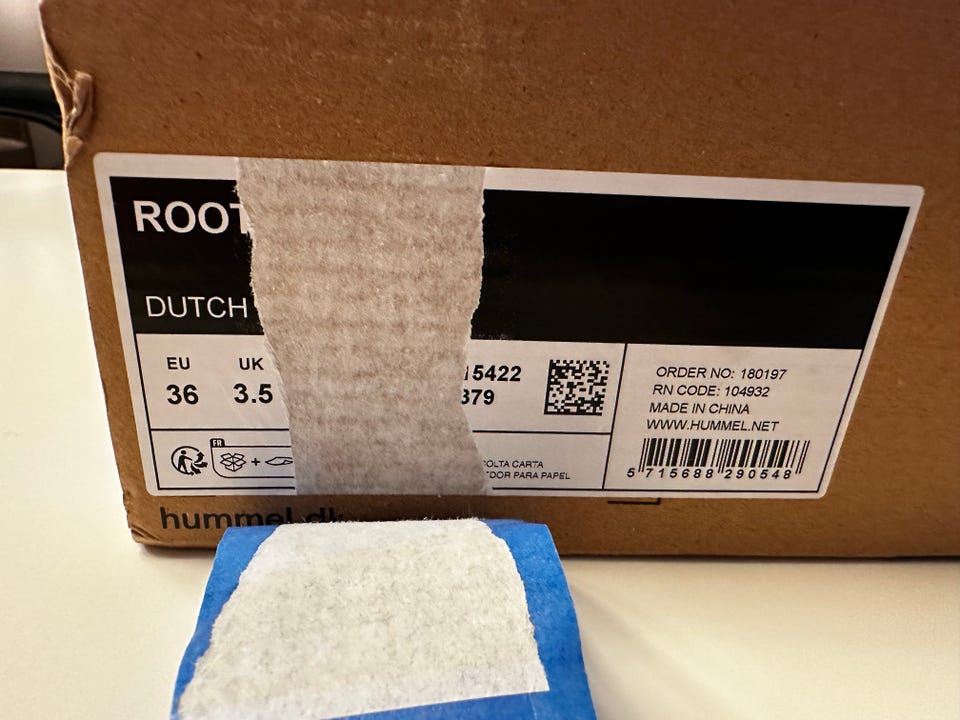 ROOT
DUTCH
EU UK
36 3.5
15422
379
ORDER NO: 180197
RN CODE: 104932
MADE IN CHINA
WWW.HUMMEL.NET
5 715688 290548
FR
+
OLTA CARTA
DOR PARA PAPEL
hummel.dk